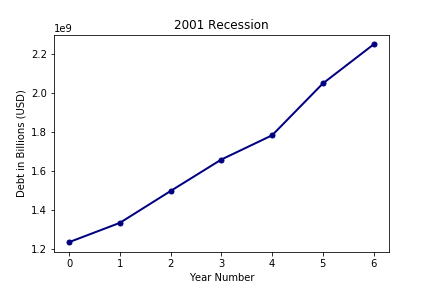 2001 Recession
1e9
Debt in Billions (USD)
2.2
2.0
1.8
1.6
1.4
1.2
0 1 2 3 4 5 6
Year Number